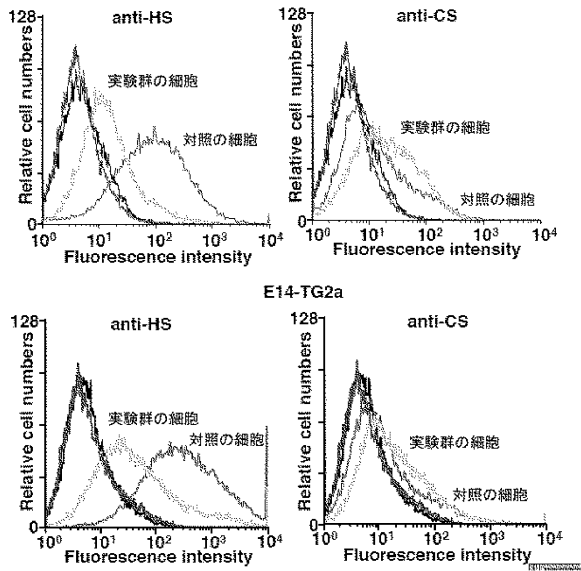 anti-HS
anti-CS
128
Relative cell numbers
実験群の細胞
対照の細胞
0
10⁰ 10¹ 10² 10³ 10⁴
Fluorescence intensity
128
Relative cell numbers
実験群の細胞
対照の細胞
0
10⁰ 10¹ 10² 10³ 10⁴
Fluorescence intensity
E14-TG2a
anti-HS
anti-CS
128
Relative cell numbers
実験群の細胞
対照の細胞
0
10⁰ 10¹ 10² 10³ 10⁴
Fluorescence intensity
128
Relative cell numbers
実験群の細胞
対照の細胞
0
10⁰ 10¹ 10² 10³ 10⁴
Fluorescence intensity